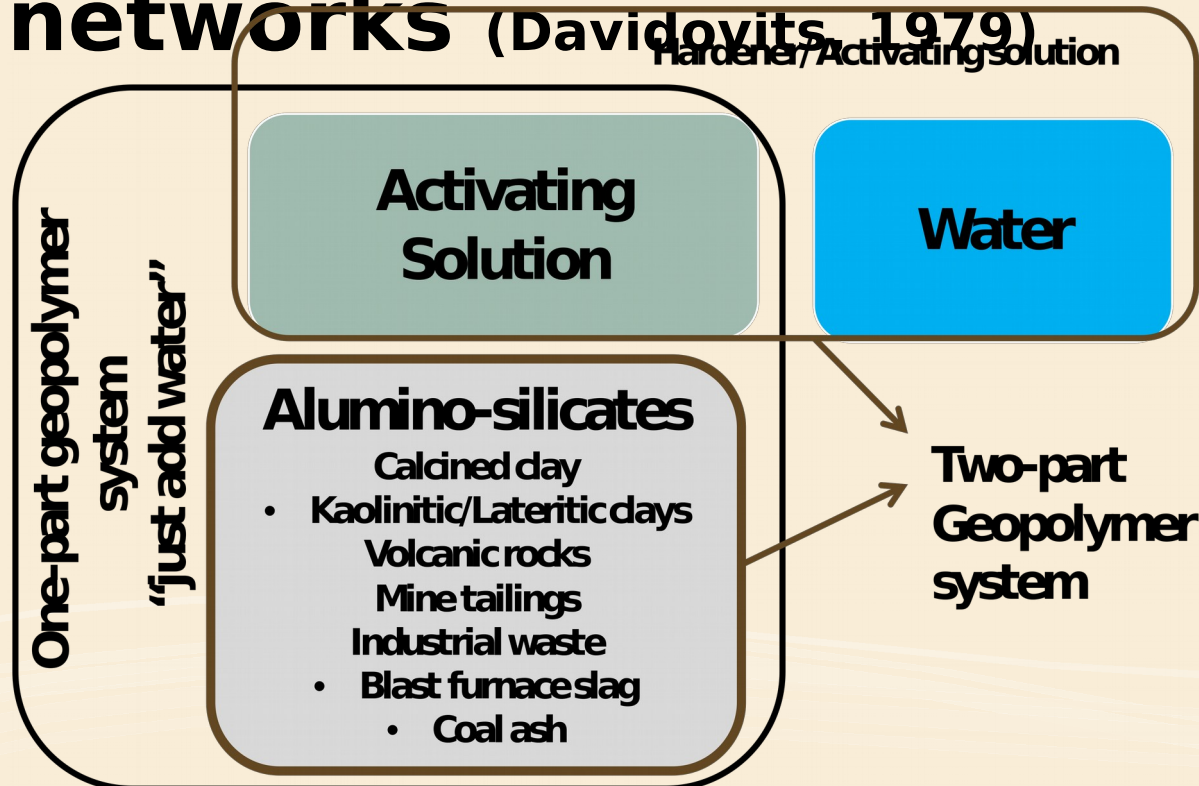 networks (Davidovits, 1979)
Hardener/Activating solution
Activating
Solution
Water
One-part geopolymer
system
“just add water”
Alumino-silicates
Calcined clay
• Kaolinitic/Lateritic clays
Volcanic rocks
Mine tailings
Industrial waste
• Blast furnace slag
• Coal ash
Two-part
Geopolymer
system